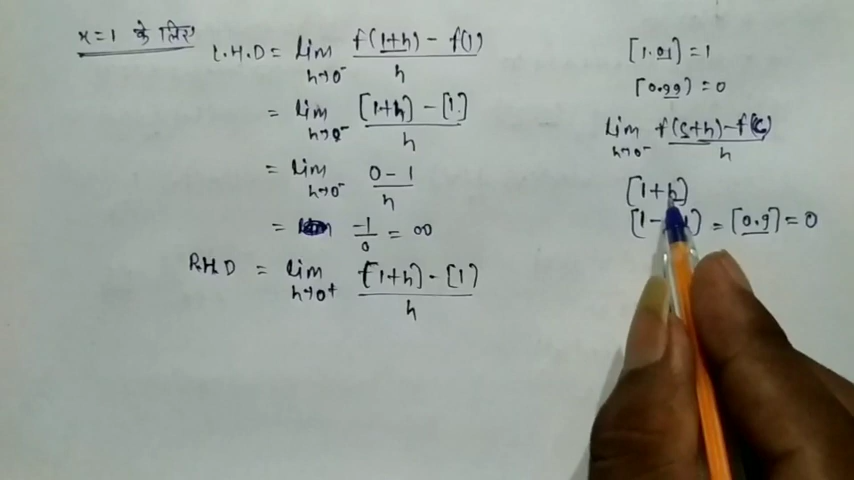 x=1 के लिए
L.H.D = lim h→0⁻ f(1+h) - f(1) / h
= lim h→0⁻ [1+h] - [1] / h
= lim h→0⁻ 0-1 / h
= -1/0 = ∞
R.H.D = lim h→0⁺ [1+h] - [1] / h
[1.01] = 1
[0.99] = 0
lim h→0⁻ f(c+h) - f(c) / h
[1+h]
= [0.9] = 0